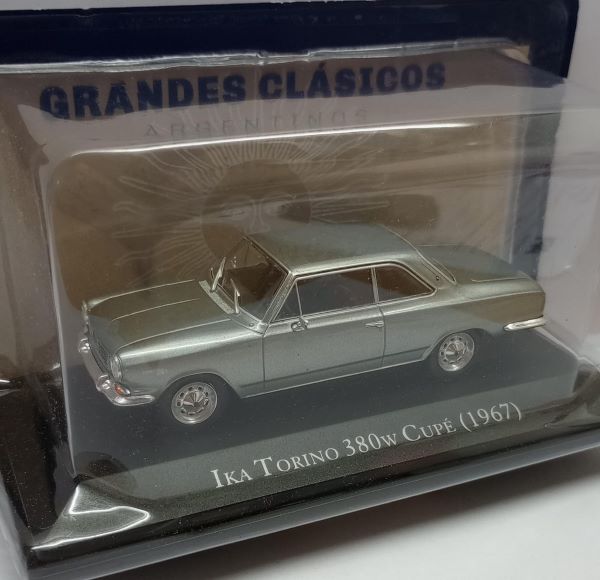 GRANDES CLÁSICOS
ARGENTINOS
IKA TORINO 380W CUPÉ (1967)